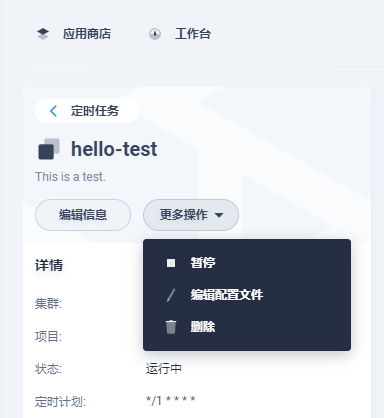 应用商店 工作台
定时任务
hello-test
This is a test.
编辑信息 更多操作
暂停
编辑配置文件
删除
详情
集群:
项目:
状态: 运行中
定时计划: */1 * * * *